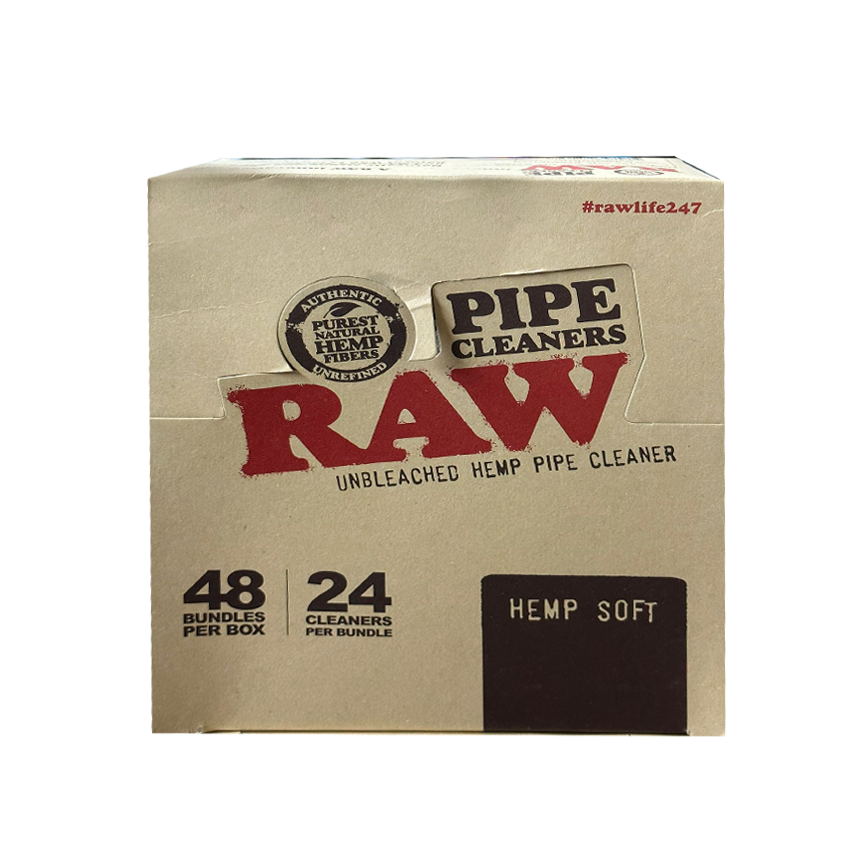 #rawlife247
AUTHENTIC
PUREST
NATURAL
HEMP
FIBERS
UNREFINED
PIPE
CLEANERS
RAW
UNBLEACHED HEMP PIPE CLEANER
48
BUNDLES
PER BOX
24
CLEANERS
PER BUNDLE
HEMP SOFT